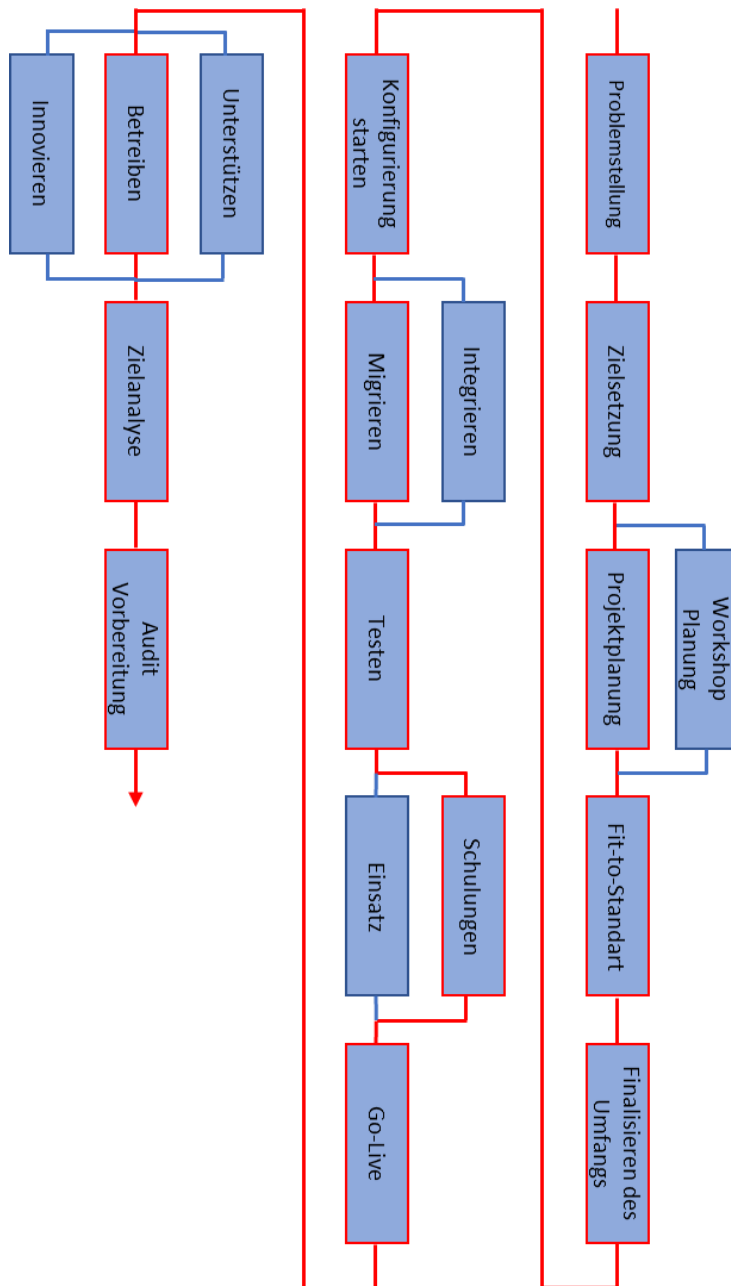 Problemstellung
Zielsetzung
Workshop
Planung
Projektplanung
Fit-to-Standart
Finalisieren des
Umfangs
Konfigurierung
starten
Integrieren
Migrieren
Testen
Schulungen
Einsatz
Go-Live
Unterstützen
Betreiben
Innovieren
Zielanalyse
Audit
Vorbereitung